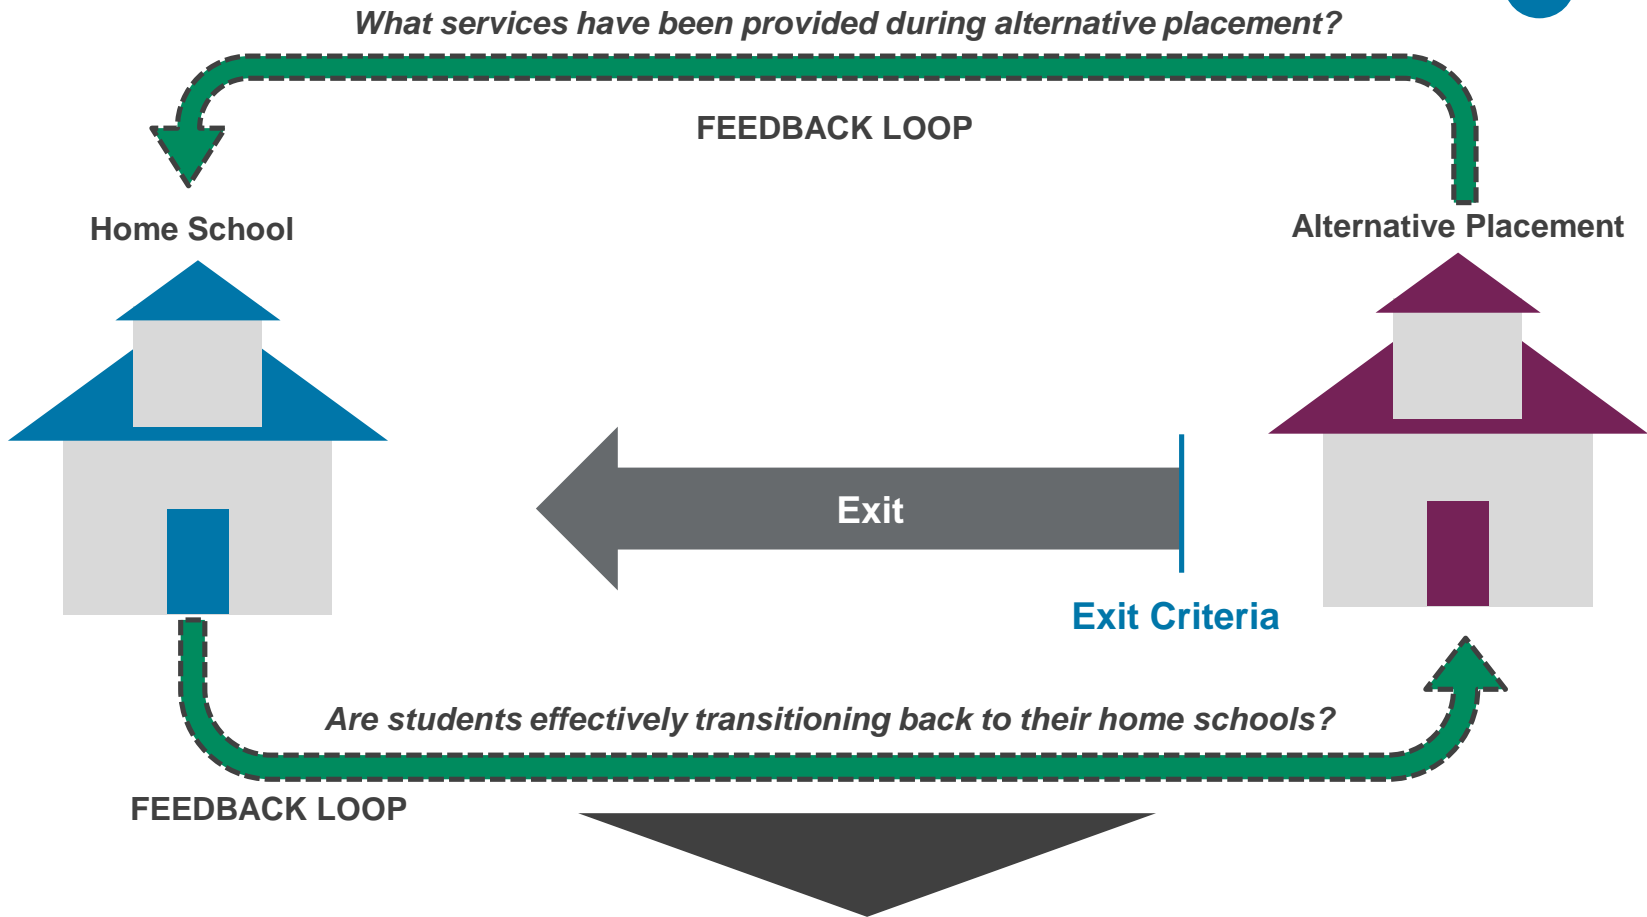 What services have been provided during alternative placement?
FEEDBACK LOOP
Home School
Alternative Placement
Exit
Exit Criteria
Are students effectively transitioning back to their home schools?
FEEDBACK LOOP